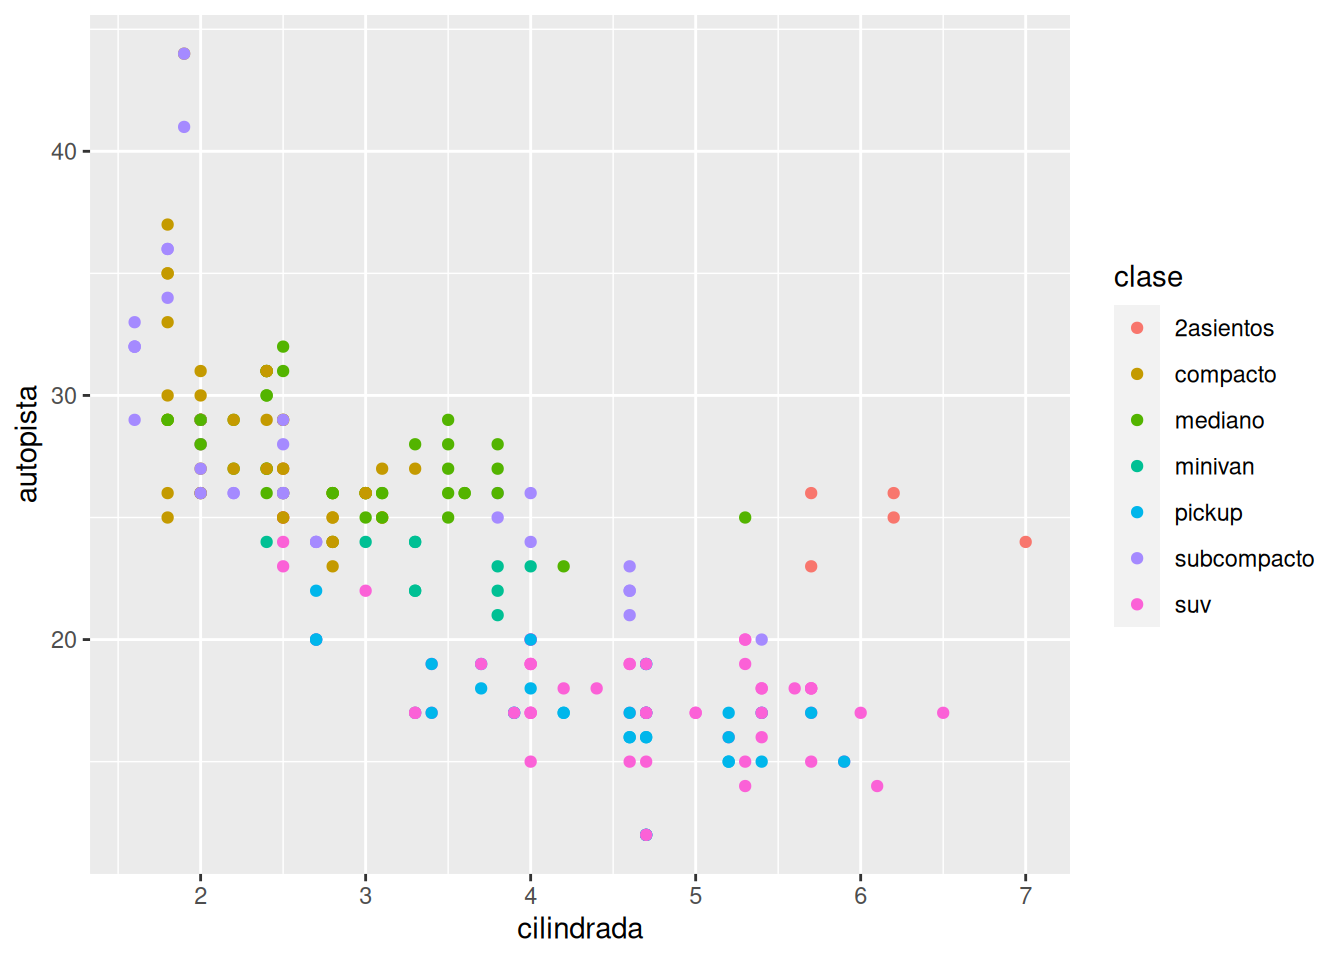 autopista
40
30
20
2 3 4 5 6 7
cilindrada
clase
2asientos
compacto
mediano
minivan
pickup
subcompacto
suv